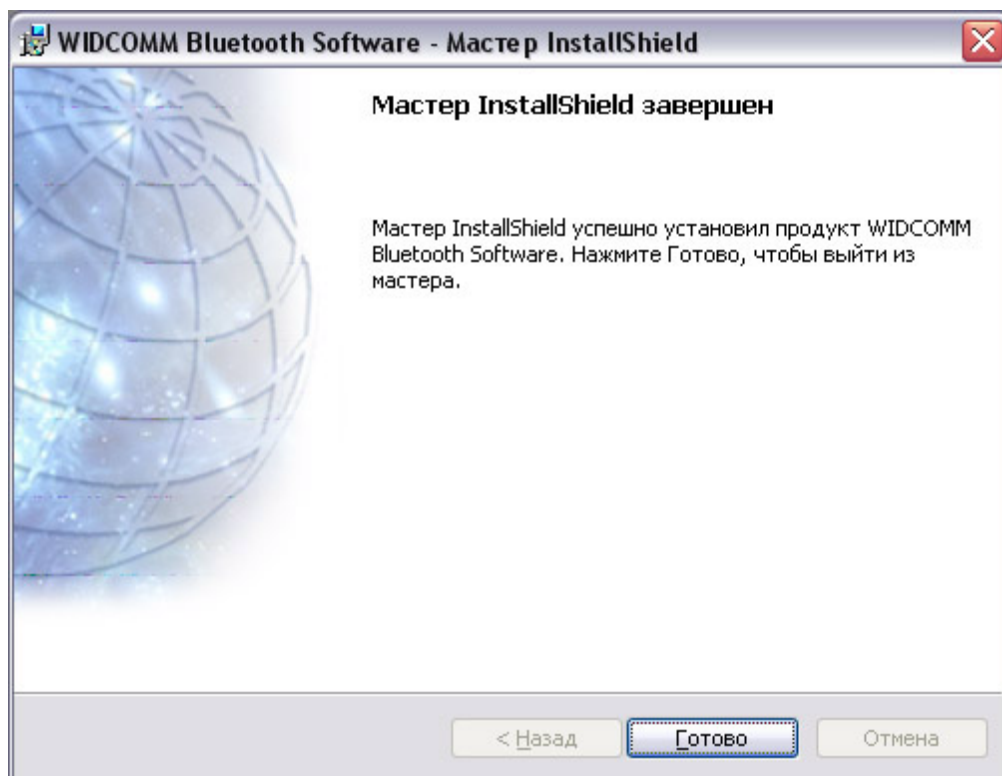 WIDCOMM Bluetooth Software - Мастер InstallShield
Мастер InstallShield завершен
Мастер InstallShield успешно установил продукт WIDCOMM
Bluetooth Software. Нажмите Готово, чтобы выйти из
мастера.
< Назад
Готово
Отмена